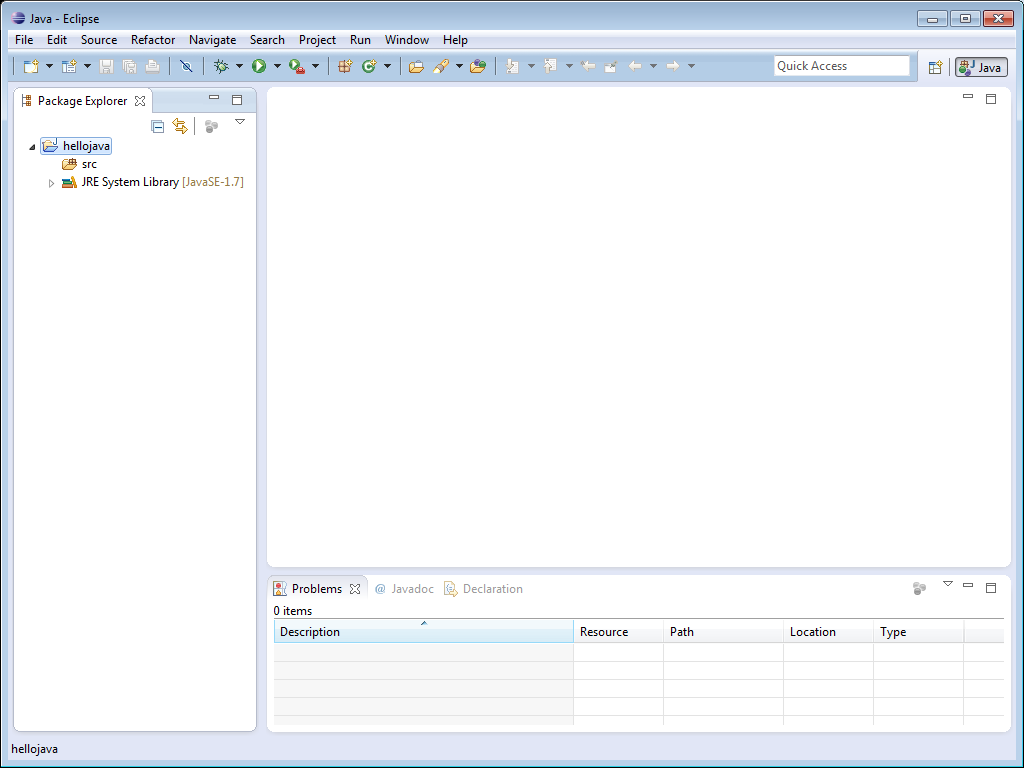 Java - Eclipse
File Edit Source Refactor Navigate Search Project Run Window Help
Quick Access
Java
Package Explorer
hellojava
src
JRE System Library [JavaSE-1.7]
Problems @ Javadoc Declaration
0 items
Description Resource Path Location Type
hellojava